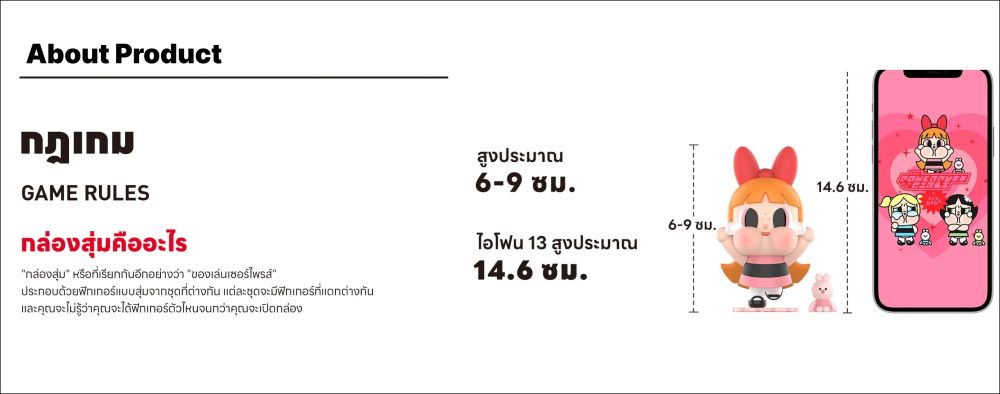 About Product
กฎเกม
GAME RULES
กล่องสุ่มคืออะไร
"กล่องสุ่ม" หรือที่เรียกกันอีกอย่างว่า "ของเล่นเซอร์ไพรส์"
ประกอบด้วยฟิกเกอร์แบบสุ่มจากชุดที่ต่างกัน แต่ละชุดจะมีฟิกเกอร์ที่แตกต่างกัน
และคุณจะไม่รู้ว่าคุณจะได้ฟิกเกอร์ตัวไหนจนกว่าคุณจะเปิดกล่อง
สูงประมาณ
6-9 ซม.
ไอโฟน 13 สูงประมาณ
14.6 ซม.
6-9 ซม.
14.6 ซม.
POWERPUFF
GIRLS